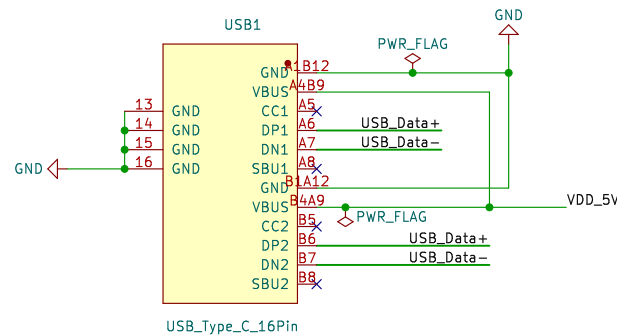 USB1
GND
PWR_FLAG
GND A1B12
VBUS A4B9
13 GND CC1 A5
14 GND DP1 A6 USB_Data+
15 GND DN1 A7 USB_Data-
GND 16 GND SBU1 A8
GND B1A12
VBUS B4A9 VDD_5V
PWR_FLAG
CC2 B5
DP2 B6 USB_Data+
DN2 B7 USB_Data-
SBU2 B8
USB_Type_C_16Pin